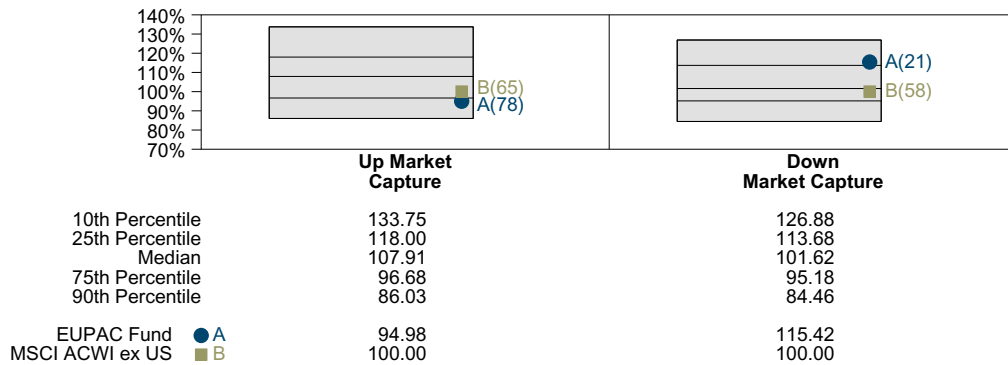 140%
130%
120%
110%
100%
90%
80%
70%
B(65)
A(78)
A(21)
B(58)
Up Market
Capture
Down
Market Capture
10th Percentile 133.75 126.88
25th Percentile 118.00 113.68
Median 107.91 101.62
75th Percentile 96.68 95.18
90th Percentile 86.03 84.46
EUPAC Fund A 94.98 115.42
MSCI ACWI ex US B 100.00 100.00